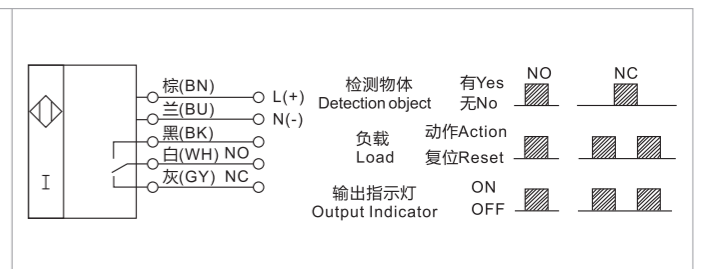 棕(BN)
L(+)
兰(BU)
N(-)
黑(BK)
白(WH) NO
灰(GY) NC
I
NO
NC
检测物体
有Yes
Detection object
无No
负载
动作Action
Load
复位Reset
输出指示灯
ON
Output Indicator
OFF